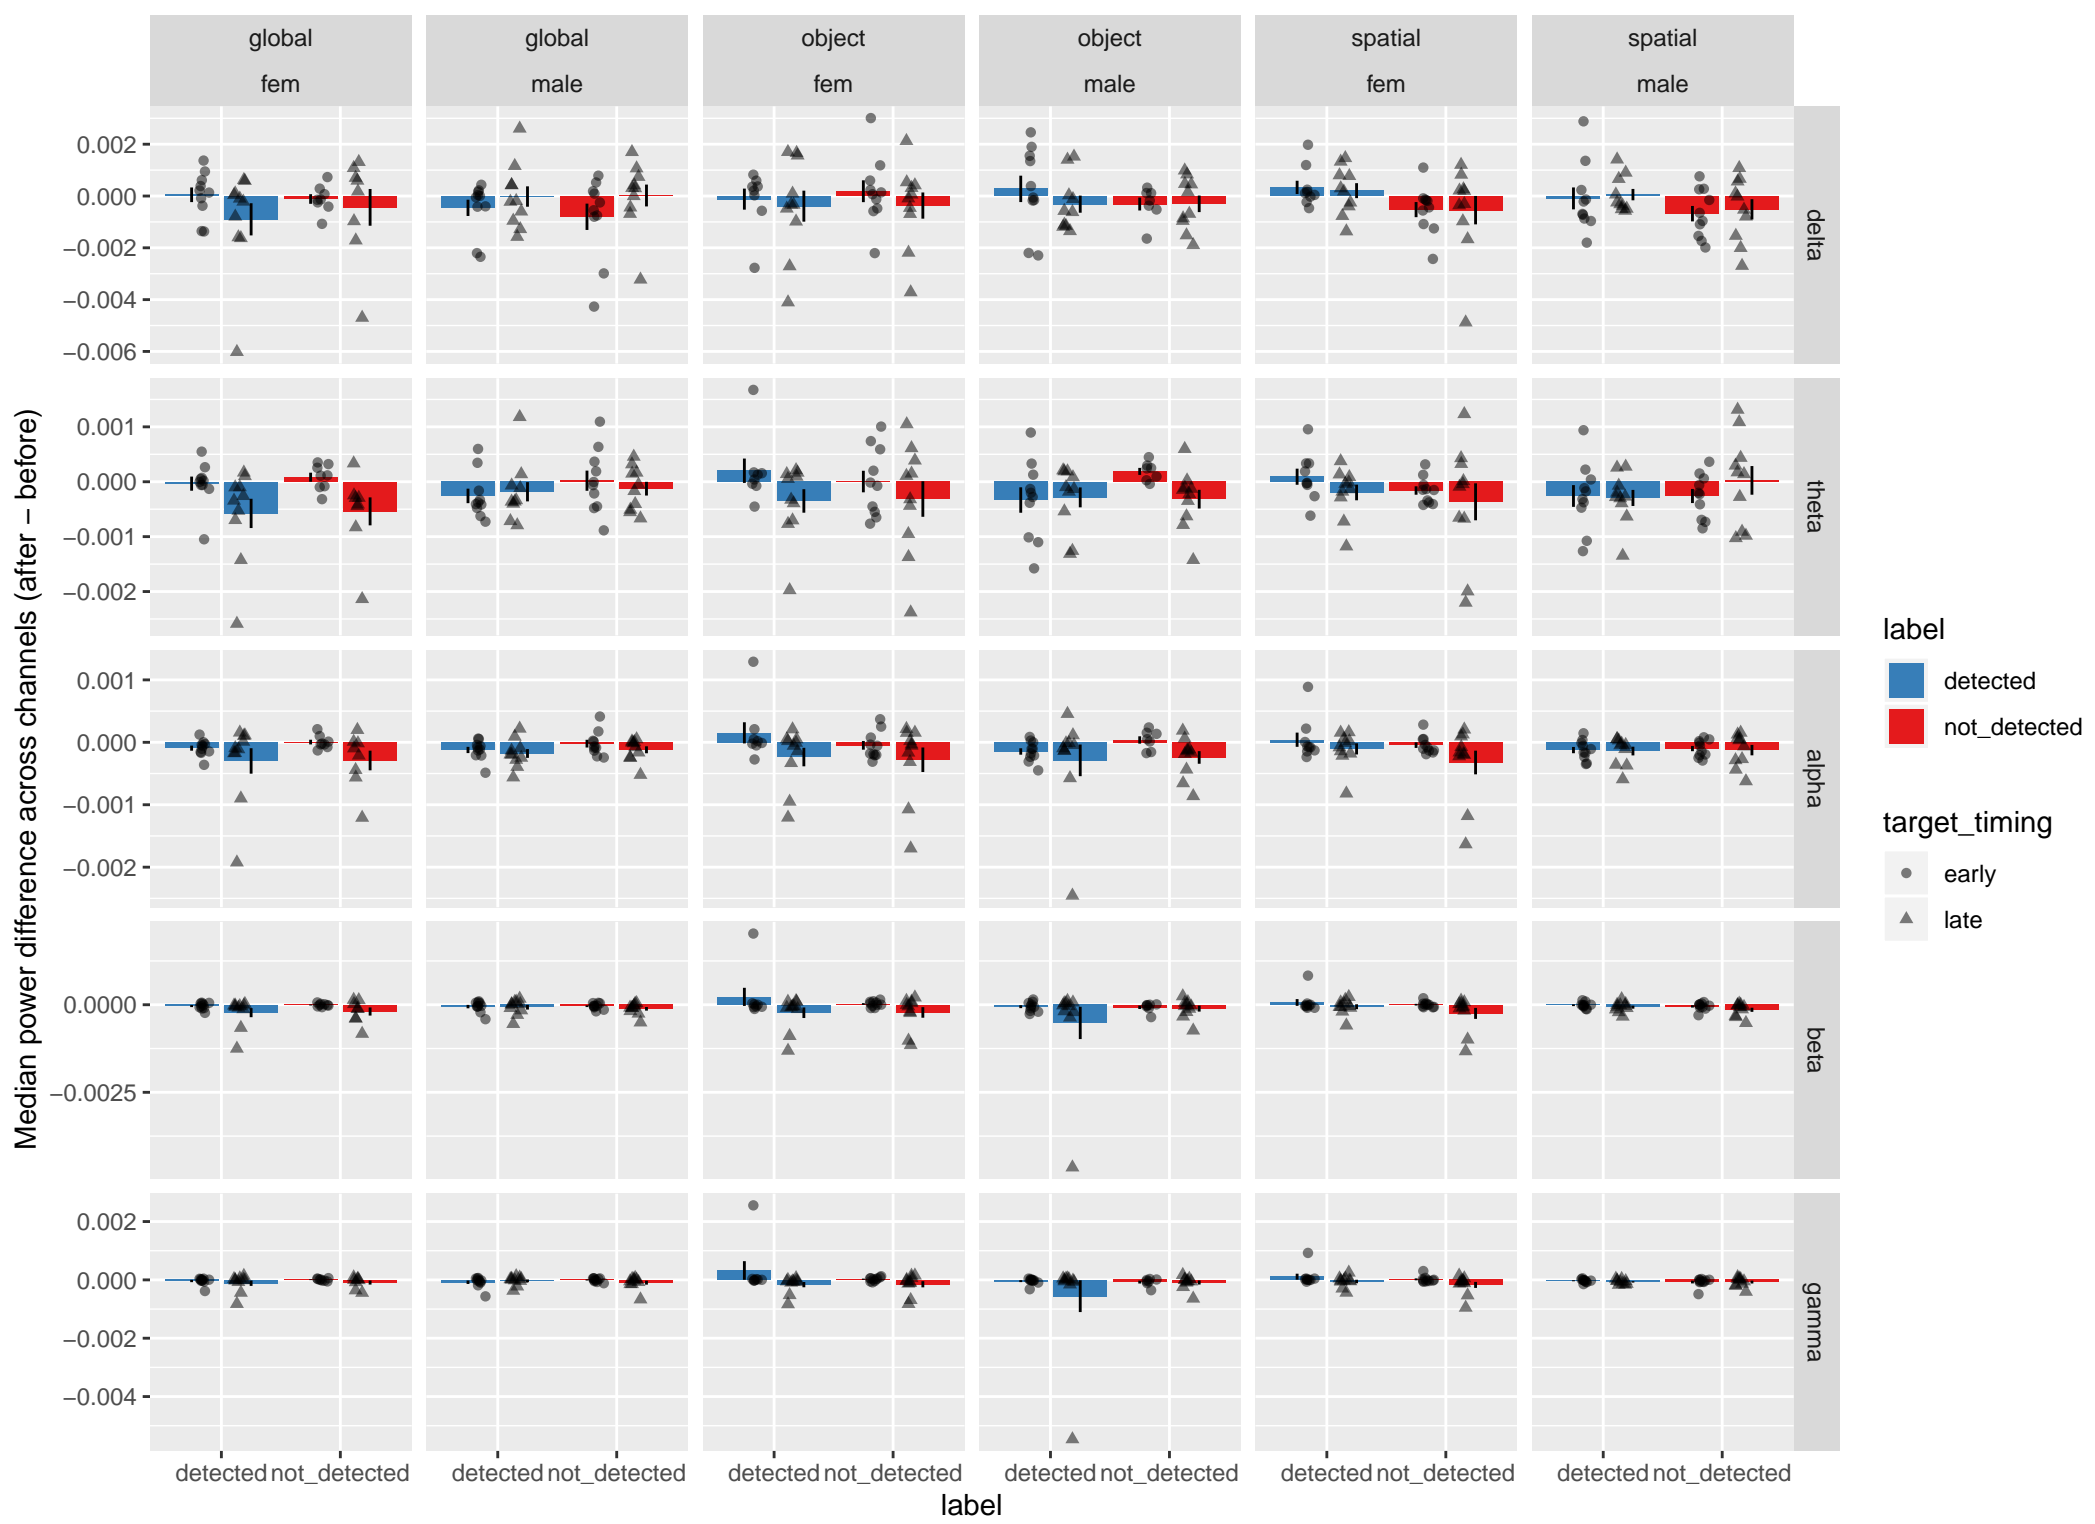 global global object object spatial spatial
fem male fem male fem male
0.002
0.000
−0.002
−0.004
−0.006
delta
0.001
0.000
−0.001
−0.002
theta
0.001
0.000
−0.001
−0.002
alpha
0.0000
−0.0025
beta
0.002
0.000
−0.002
−0.004
gamma
Median power difference across channels (after − before)
detected not_detected detected not_detected detected not_detected detected not_detected detected not_detected detected not_detected
label
label
detected
not_detected
target_timing
early
late